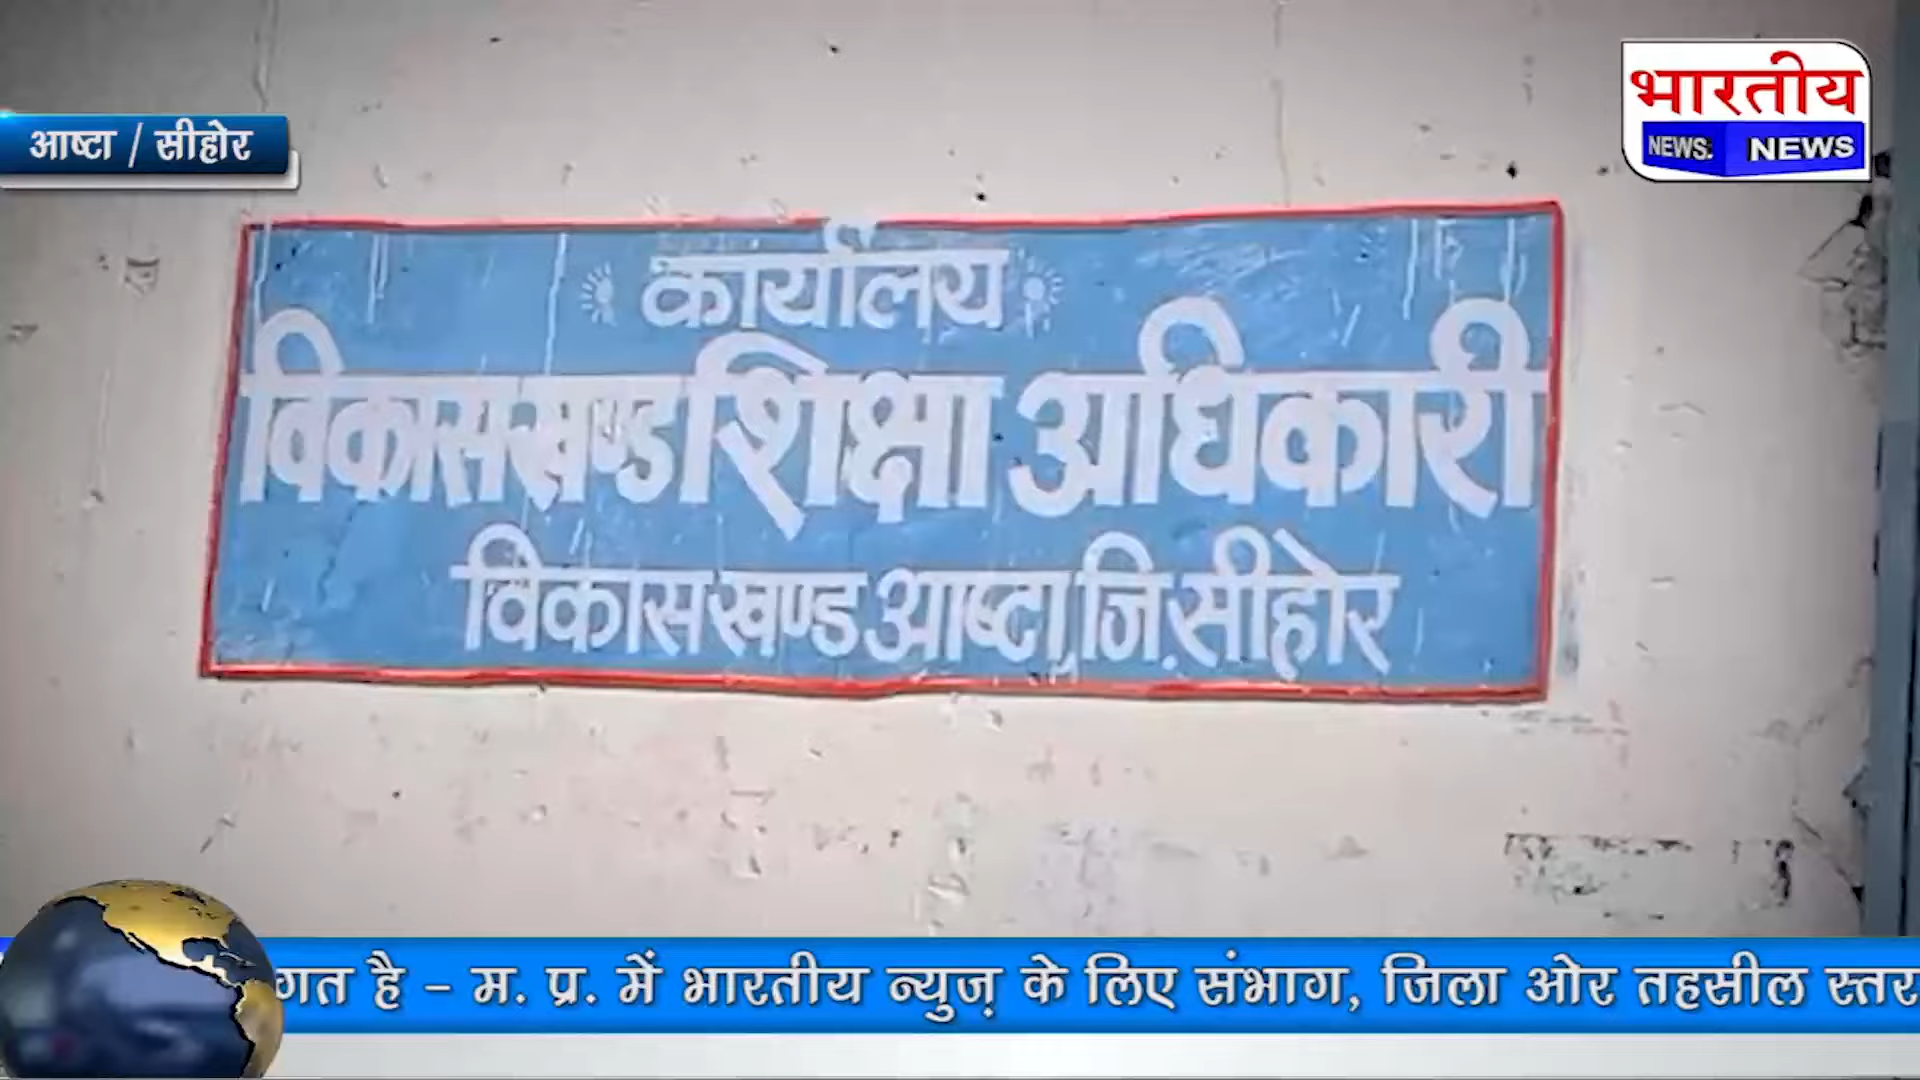 भारतीय
NEWS: NEWS
आष्टा / सीहोर
कार्यालय
विकासखण्ड शिक्षा अधिकारी
विकासखण्ड आष्टा, जि. सीहोर
गत है - म. प्र. में भारतीय न्युज़ के लिए संभाग, जिला ओर तहसील स्तर